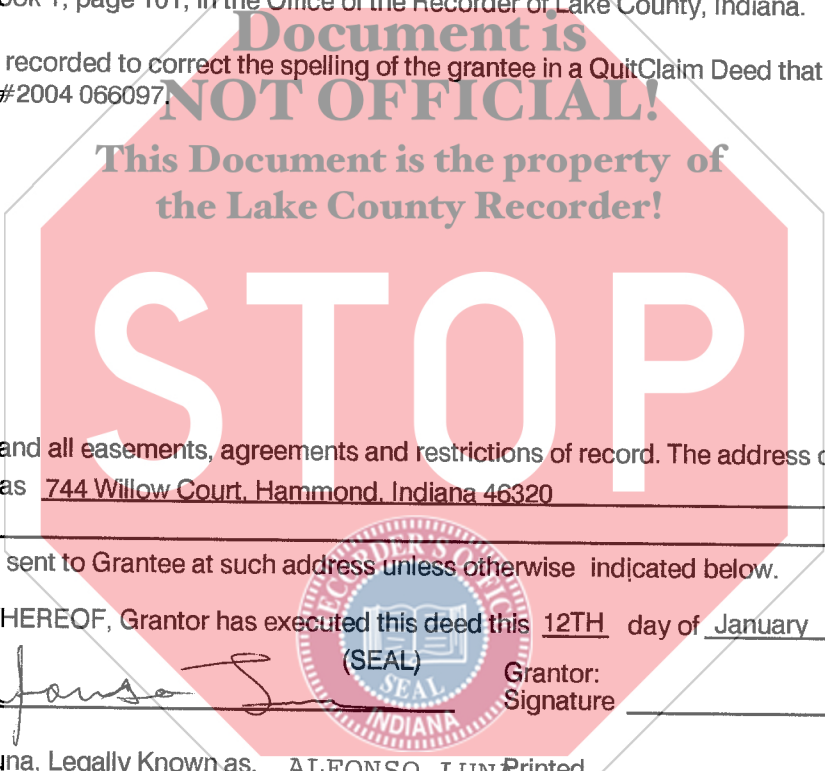 ook 1, page 101, in the Office of the Recorder of Lake County, Indiana.
Document is
recorded to correct the spelling of the grantee in a QuitClaim Deed that
#2004 066097.
NOT OFFICIAL!
This Document is the property of
the Lake County Recorder!
STOP
and all easements, agreements and restrictions of record. The address o
as 744 Willow Court, Hammond, Indiana 46320
sent to Grantee at such address unless otherwise indicated below.
HEREOF, Grantor has executed this deed this 12TH day of January
(SEAL)
Grantor:
Signature
RECORDER'S OFFICE
SEAL
INDIANA
una, Legally Known as. ALFONSO LUNA Printed